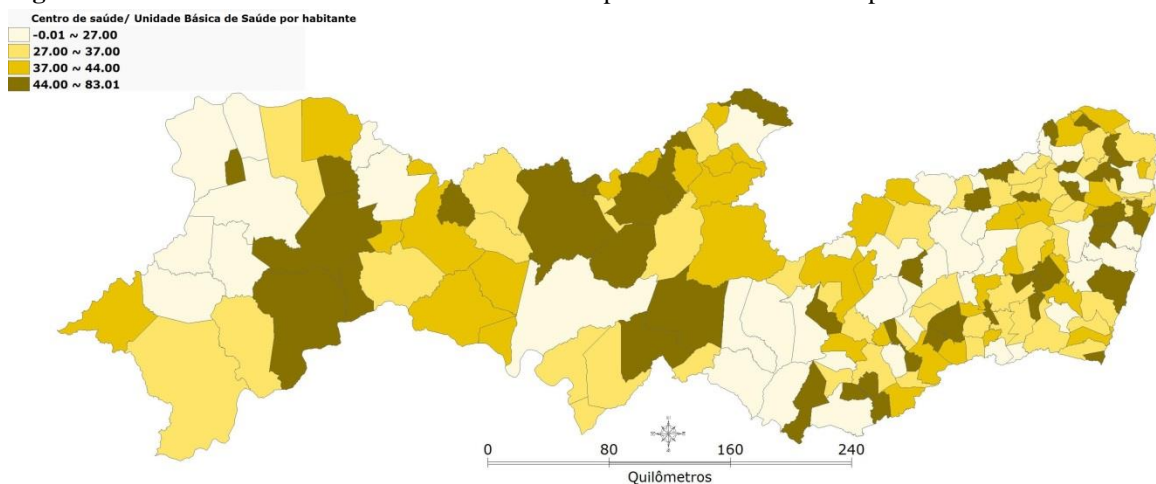 Centro de saúde/ Unidade Básica de Saúde por habitante
-0.01 ~ 27.00
27.00 ~ 37.00
37.00 ~ 44.00
44.00 ~ 83.01
0 80 160 240
Quilômetros